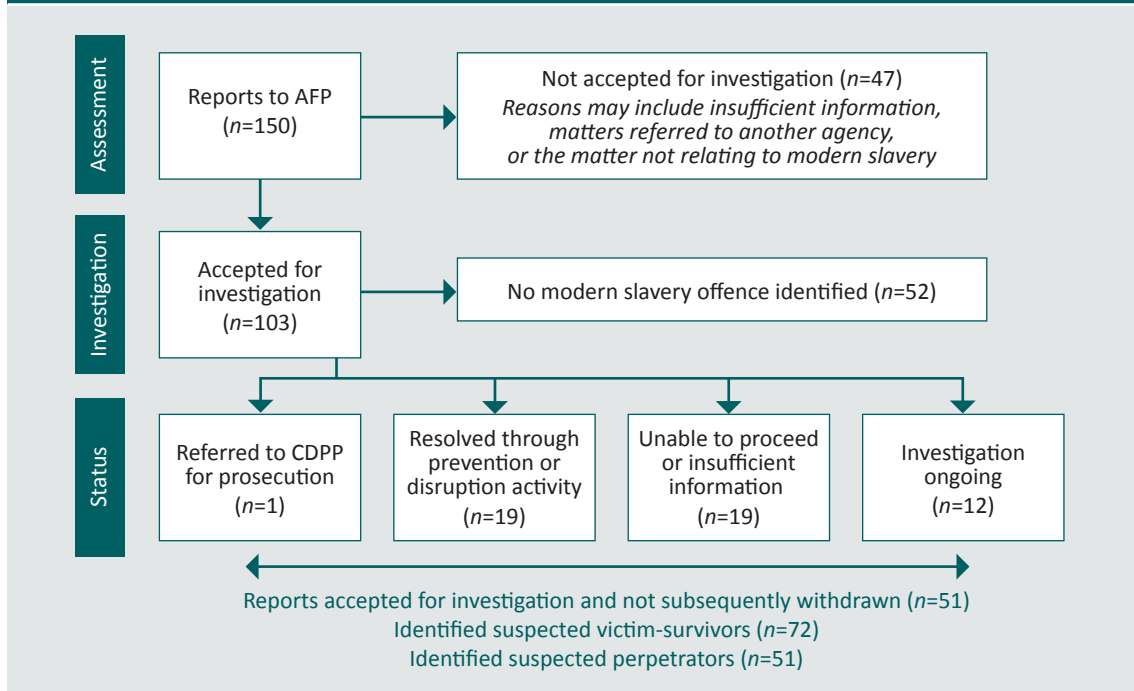 Assessment
Reports to AFP
(n=150)
Not accepted for investigation (n=47)
Reasons may include insufficient information,
matters referred to another agency,
or the matter not relating to modern slavery
Investigation
Accepted for
investigation
(n=103)
No modern slavery offence identified (n=52)
Status
Referred to CDPP
for prosecution
(n=1)
Resolved through
prevention or
disruption activity
(n=19)
Unable to proceed
or insufficient
information
(n=19)
Investigation
ongoing
(n=12)
Reports accepted for investigation and not subsequently withdrawn (n=51)
Identified suspected victim-survivors (n=72)
Identified suspected perpetrators (n=51)